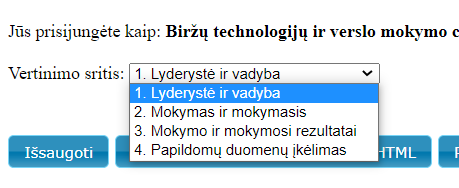 Jūs prisijungėte kaip: Biržų technologijų ir verslo mokymo
Vertinimo sritis: 1. Lyderystė ir vadyba
1. Lyderystė ir vadyba
2. Mokymas ir mokymasis
3. Mokymo ir mokymosi rezultatai
4. Papildomų duomenų įkėlimas
Išsaugoti HTML